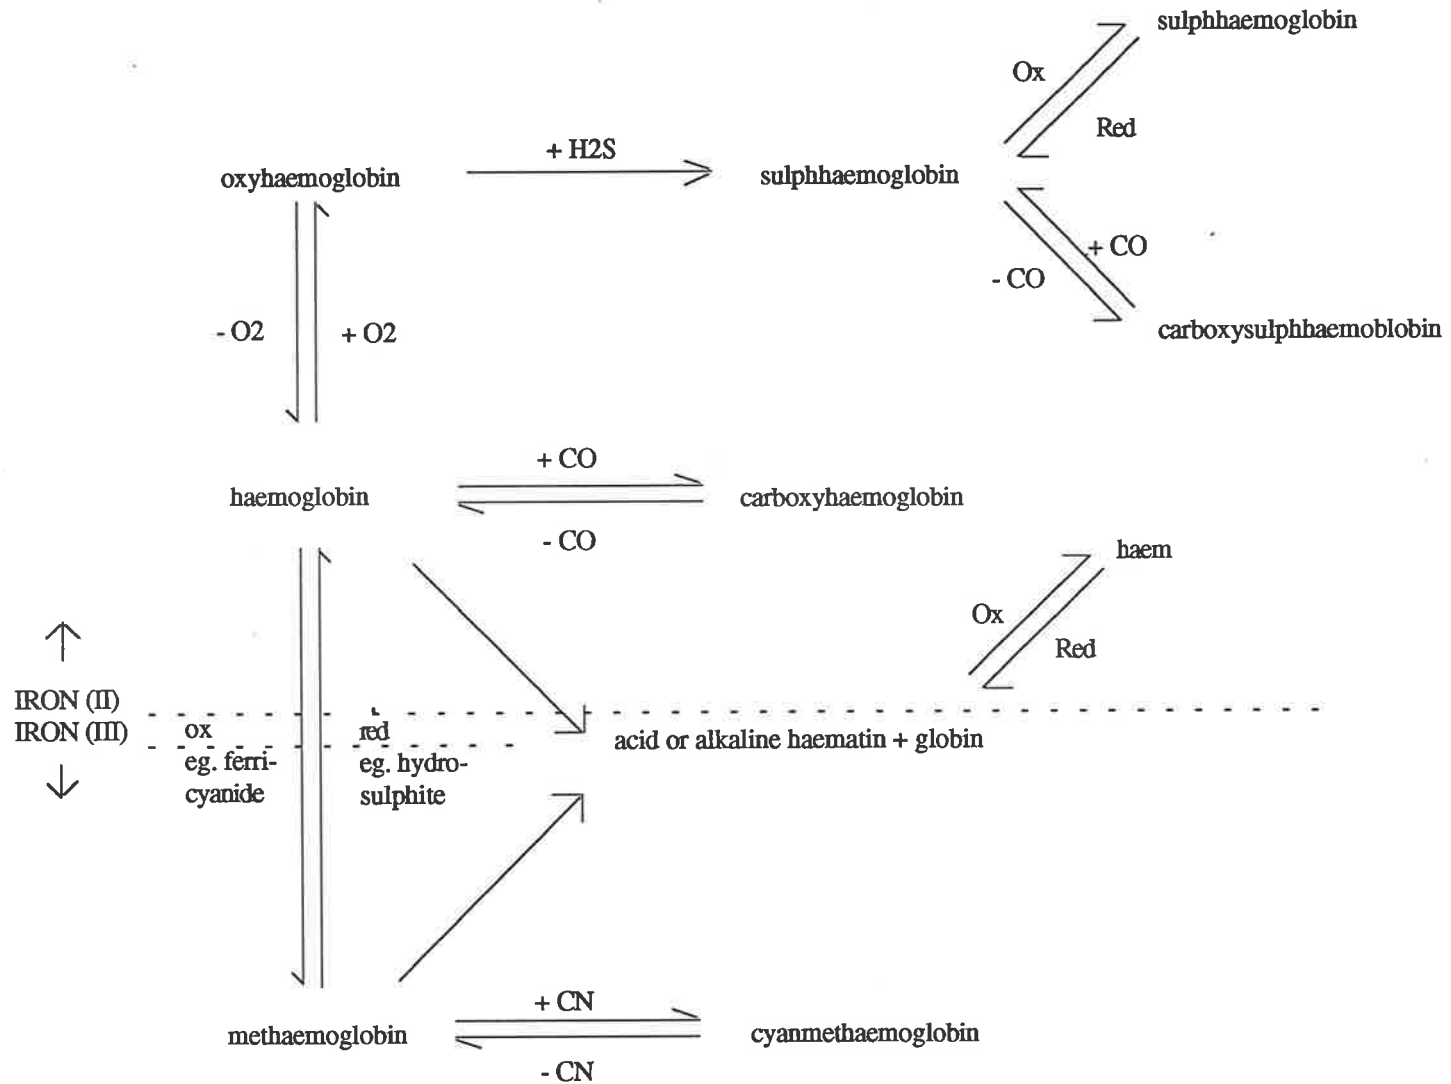 sulphhaemoglobin
Ox
Red
+ H2S
oxyhaemoglobin
sulphhaemoglobin
+ CO
- CO
- O2
+ O2
carboxysulphhaemoblobin
+ CO
haemoglobin
carboxyhaemoglobin
- CO
haem
Ox
Red
IRON (II)
IRON (III)
ox
red
eg. ferri-
cyanide
eg. hydro-
sulphite
acid or alkaline haematin + globin
+ CN
methaemoglobin
cyanmethaemoglobin
- CN